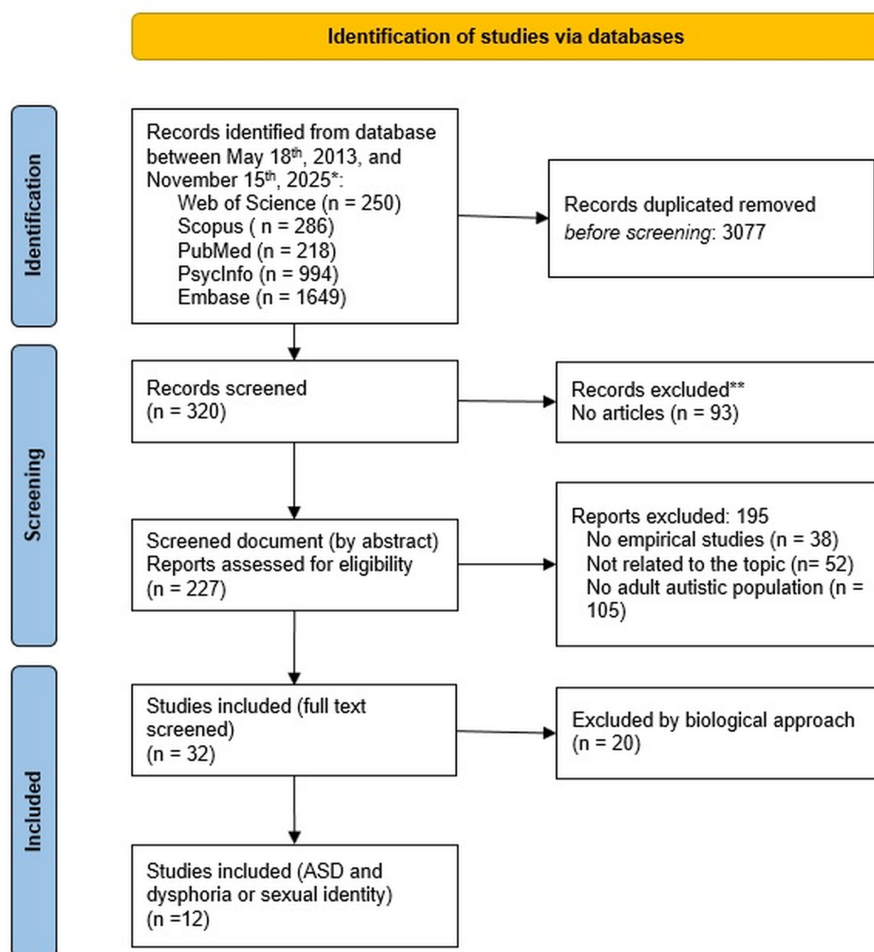 Identification of studies via databases
Identification
Records identified from database
between May 18th, 2013, and
November 15th, 2025*:
Web of Science (n = 250)
Scopus ( n = 286)
PubMed (n = 218)
PsycInfo (n = 994)
Embase (n = 1649)
Records duplicated removed
before screening: 3077
Screening
Records screened
(n = 320)
Records excluded**
No articles (n = 93)
Screened document (by abstract)
Reports assessed for eligibility
(n = 227)
Reports excluded: 195
No empirical studies (n = 38)
Not related to the topic (n= 52)
No adult autistic population (n =
105)
Included
Studies included (full text
screened)
(n = 32)
Excluded by biological approach
(n = 20)
Studies included (ASD and
dysphoria or sexual identity)
(n =12)